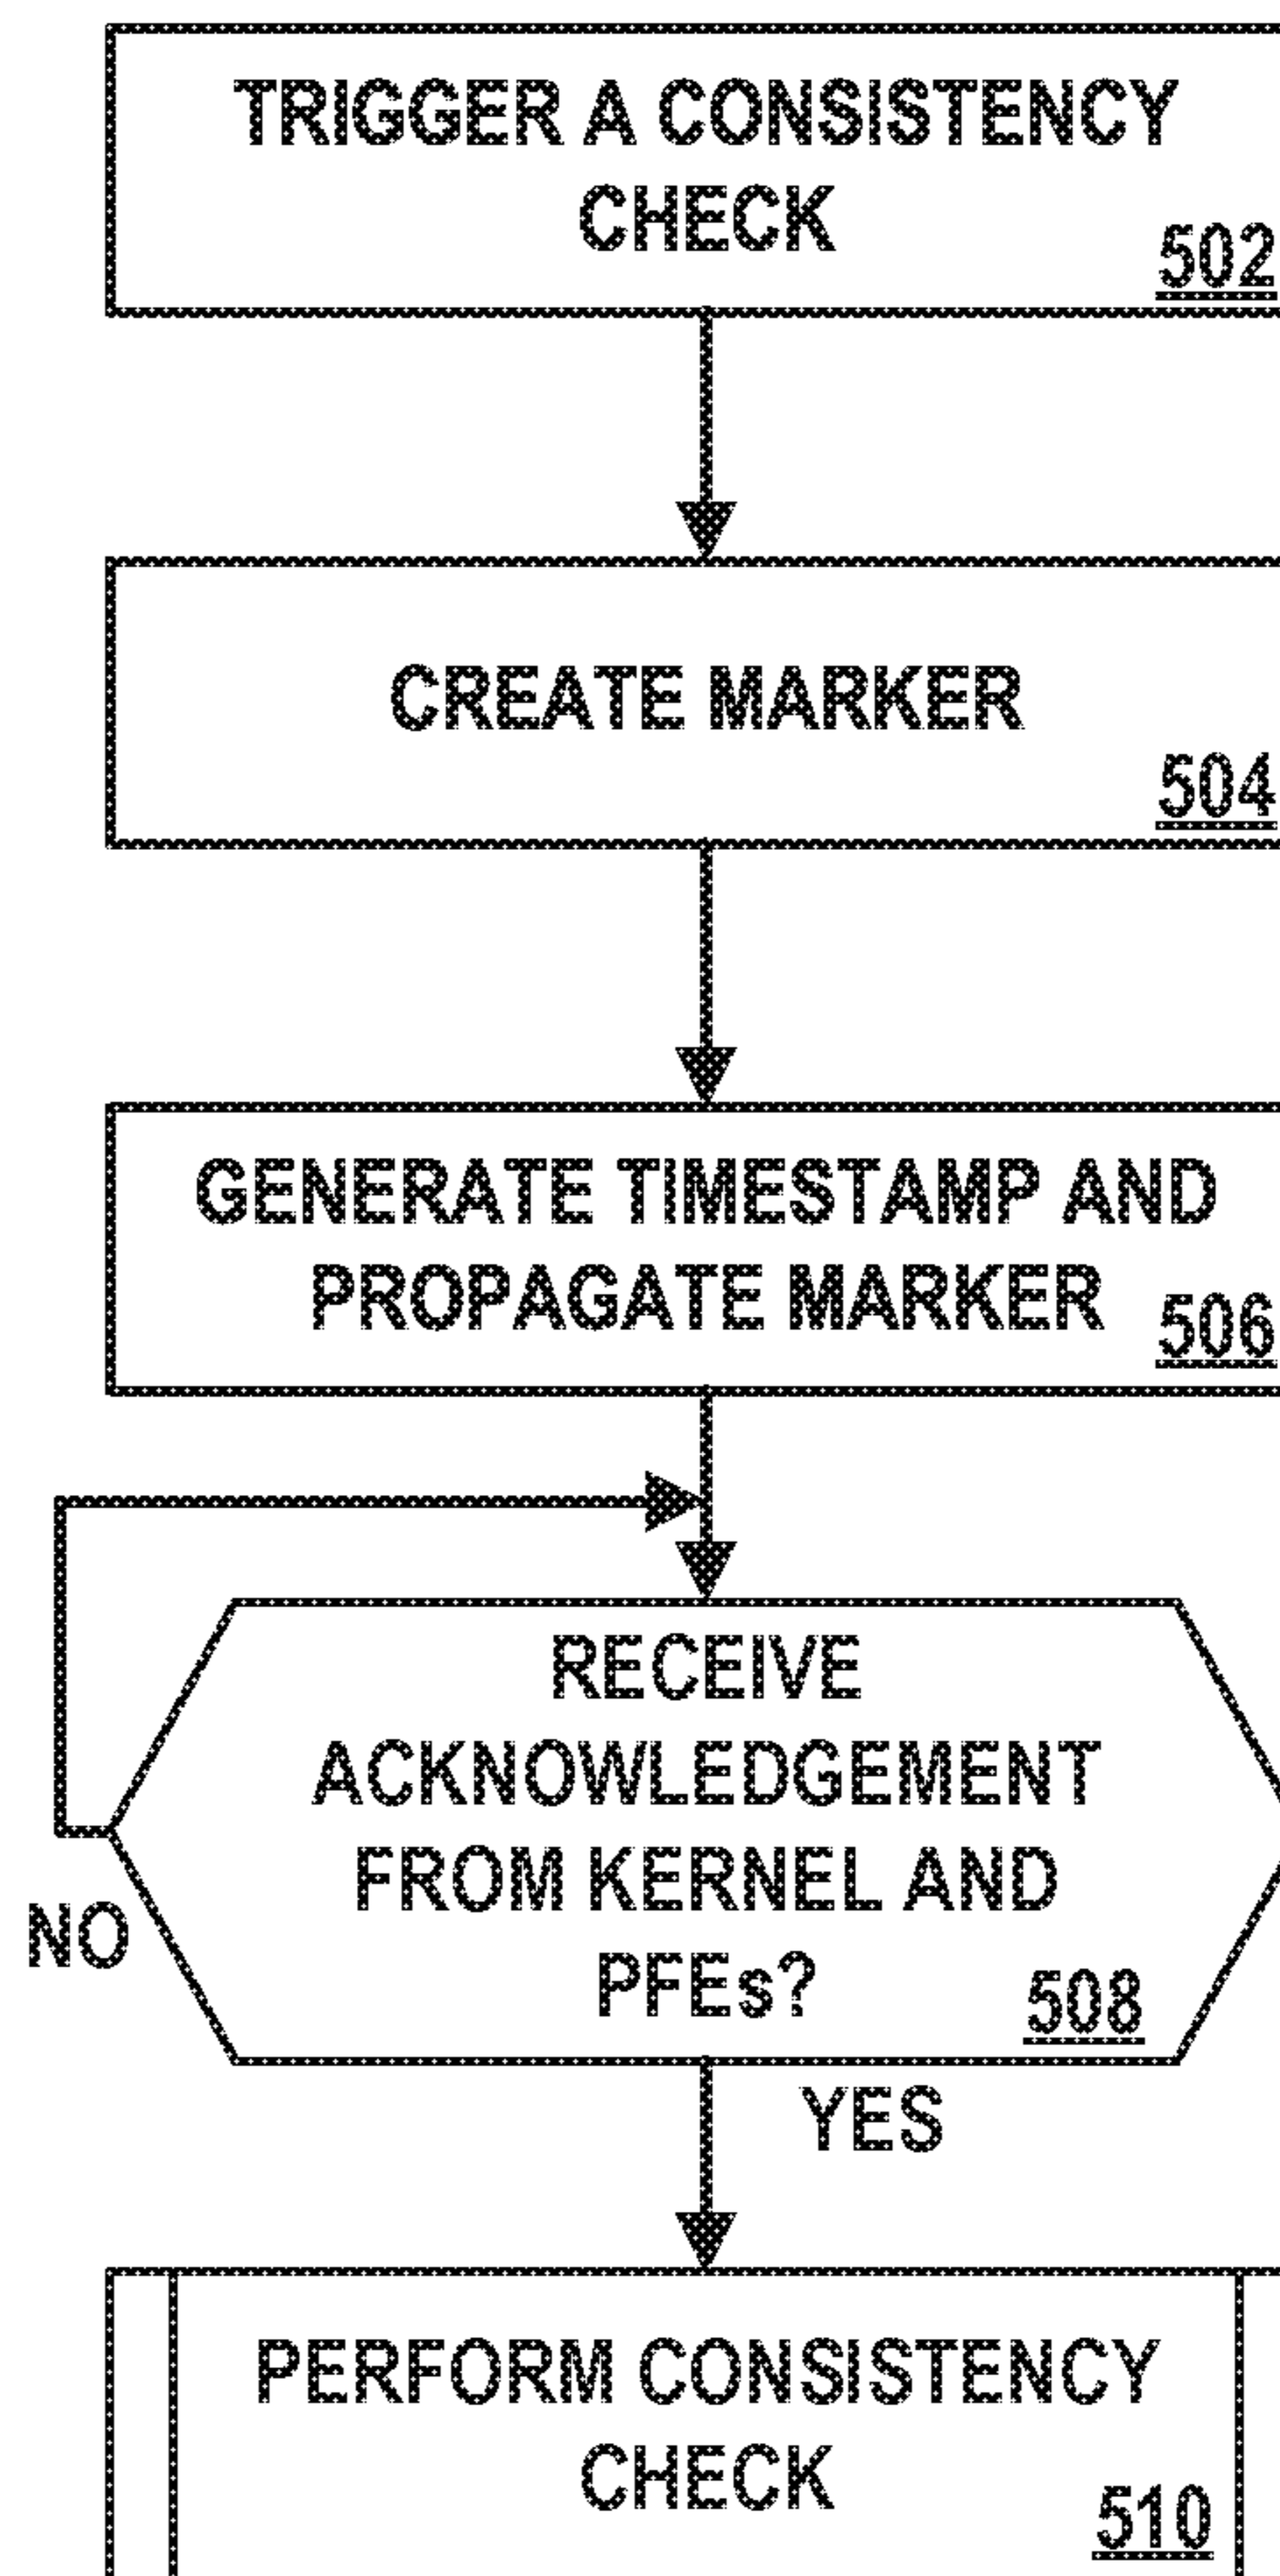 TRIGGER A CONSISTENCY
CHECK
502
CREATE MARKER
504
GENERATE TIMESTAMP AND
PROPAGATE MARKER
506
RECEIVE
ACKNOWLEDGEMENT
FROM KERNEL AND
PFEs?
508
NO
YES
PERFORM CONSISTENCY
CHECK
510